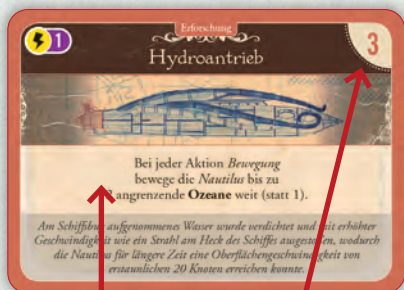 Erforschung
1
Hydroantrieb
3
Bei jeder Aktion Bewegung
bewege die Nautilus bis zu
angrenzende Ozeane weit (statt 1).
Am Schiffsbug aufgenommenes Wasser wurde verdichtet und mit erhöhter
Geschwindigkeit wie ein Strahl am Heck des Schiffes ausgestoßen, wodurch
die Nautilus für längere Zeit eine Oberflächengeschwindigkeit von
erstaunlichen 20 Knoten erreichen konnte.